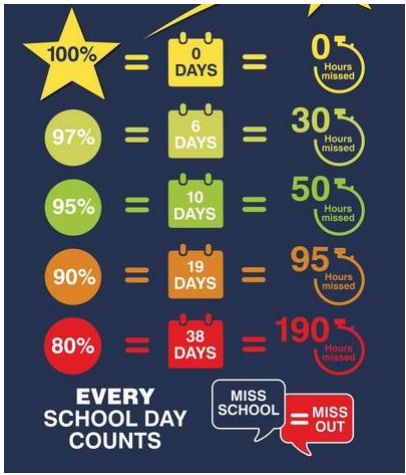 100% = 0 DAYS = 0 Hours missed
97% = 6 DAYS = 30 Hours missed
95% = 10 DAYS = 50 Hours missed
90% = 19 DAYS = 95 Hours missed
80% = 38 DAYS = 190 Hours missed
EVERY
SCHOOL DAY
COUNTS
MISS
SCHOOL
= MISS
OUT